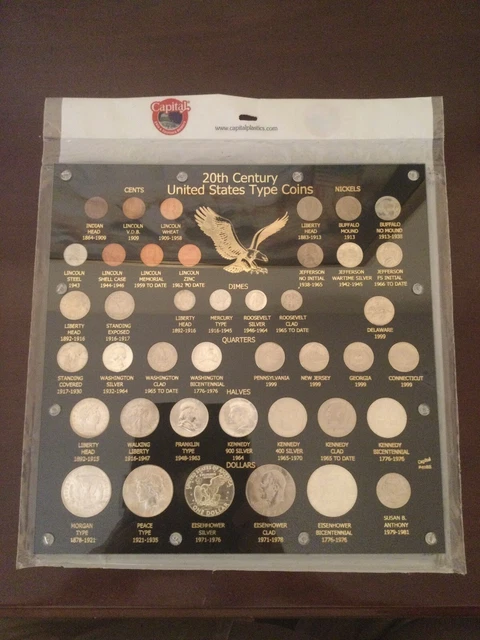 Capital
www.capitalplastics.com
20th Century
United States Type Coins
CENTS
NICKELS
INDIAN HEAD 1864-1909
LINCOLN V.D.B. 1909
LINCOLN WHEAT 1909-1958
LIBERTY HEAD 1883-1913
BUFFALO MOUND 1913
BUFFALO NO MOUND 1913-1938
LINCOLN STEEL 1943
LINCOLN SHELL CASE 1944-1946
LINCOLN MEMORIAL 1959 TO DATE
LINCOLN ZINC 1982 TO DATE
JEFFERSON NO INITIAL 1938-1965
JEFFERSON WARTIME SILVER 1942-1945
JEFFERSON FS INITIAL 1966 TO DATE
DIMES
LIBERTY HEAD 1892-1916
STANDING EXPOSED 1916-1917
LIBERTY HEAD 1892-1916
MERCURY TYPE 1916-1945
ROOSEVELT SILVER 1946-1964
ROOSEVELT CLAD 1965 TO DATE
DELAWARE 1999
QUARTERS
STANDING COVERED 1917-1930
WASHINGTON SILVER 1932-1964
WASHINGTON CLAD 1965 TO DATE
WASHINGTON BICENTENNIAL 1776-1976
PENNSYLVANIA 1999
NEW JERSEY 1999
GEORGIA 1999
CONNECTICUT 1999
HALVES
LIBERTY HEAD 1892-1915
WALKING LIBERTY 1916-1947
FRANKLIN TYPE 1948-1963
KENNEDY 900 SILVER 1964
KENNEDY 400 SILVER 1965-1970
KENNEDY CLAD 1965 TO DATE
KENNEDY BICENTENNIAL 1776-1976
Capital
DOLLARS
MORGAN TYPE 1878-1921
PEACE TYPE 1921-1935
EISENHOWER SILVER 1971-1976
EISENHOWER CLAD 1971-1978
EISENHOWER BICENTENNIAL 1776-1976
SUSAN B. ANTHONY 1979-1981
ONE DOLLAR